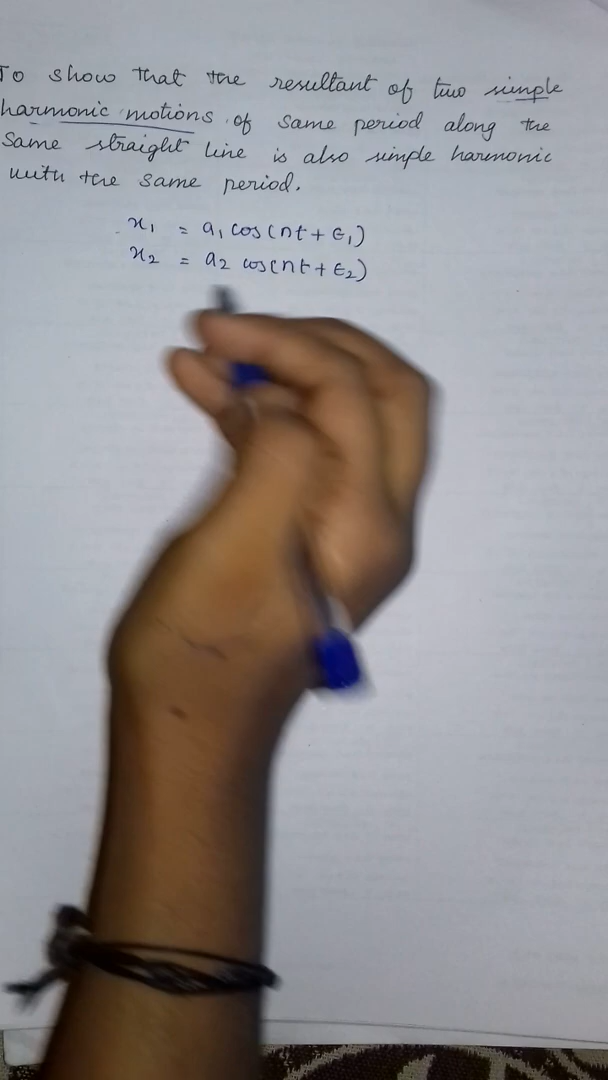 To show that the resultant of two simple
harmonic motions of same period along the
same straight line is also simple harmonic
with the same period.
x₁ = a₁ cos(nt + ε₁)
x₂ = a₂ cos(nt + ε₂)